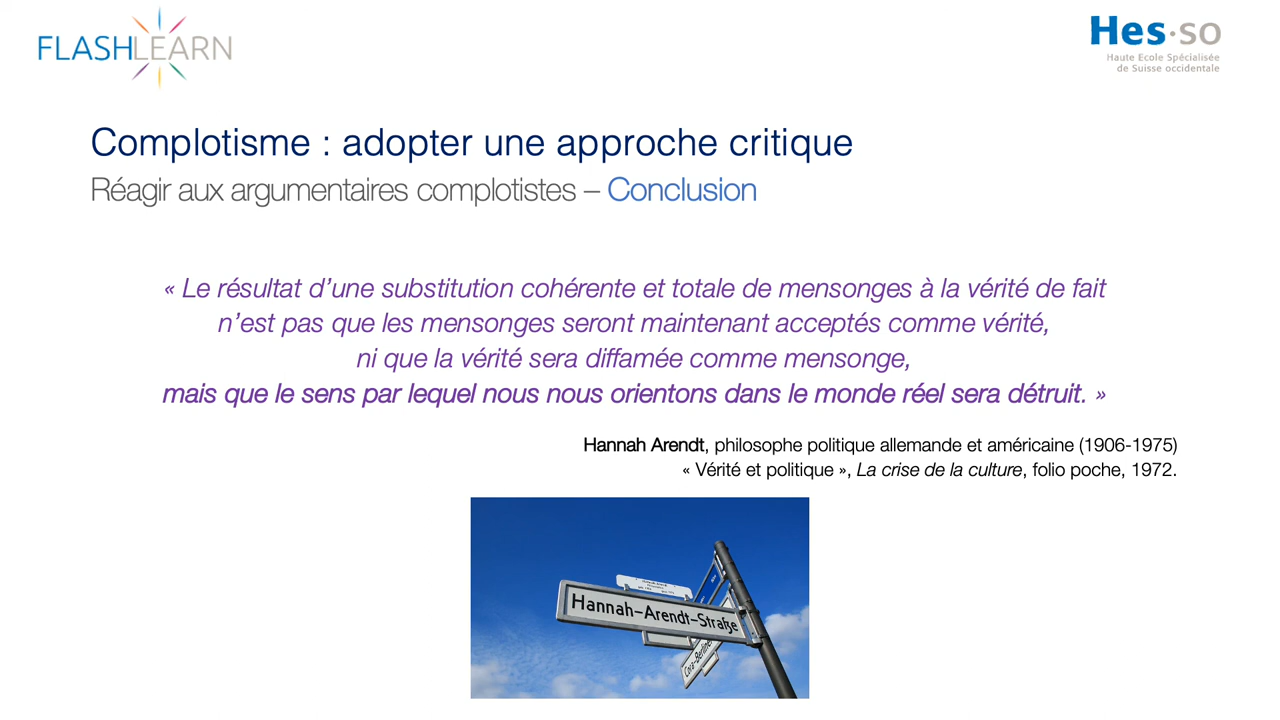 FLASHLEARN
Hes·so
Haute Ecole Spécialisée
de Suisse occidentale
Complotisme : adopter une approche critique
Réagir aux argumentaires complotistes – Conclusion
« Le résultat d’une substitution cohérente et totale de mensonges à la vérité de fait
n’est pas que les mensonges seront maintenant acceptés comme vérité,
ni que la vérité sera diffamée comme mensonge,
mais que le sens par lequel nous nous orientons dans le monde réel sera détruit. »
Hannah Arendt, philosophe politique allemande et américaine (1906-1975)
« Vérité et politique », La crise de la culture, folio poche, 1972.
Hannah-Arendt-Straße
Cora-Berliner